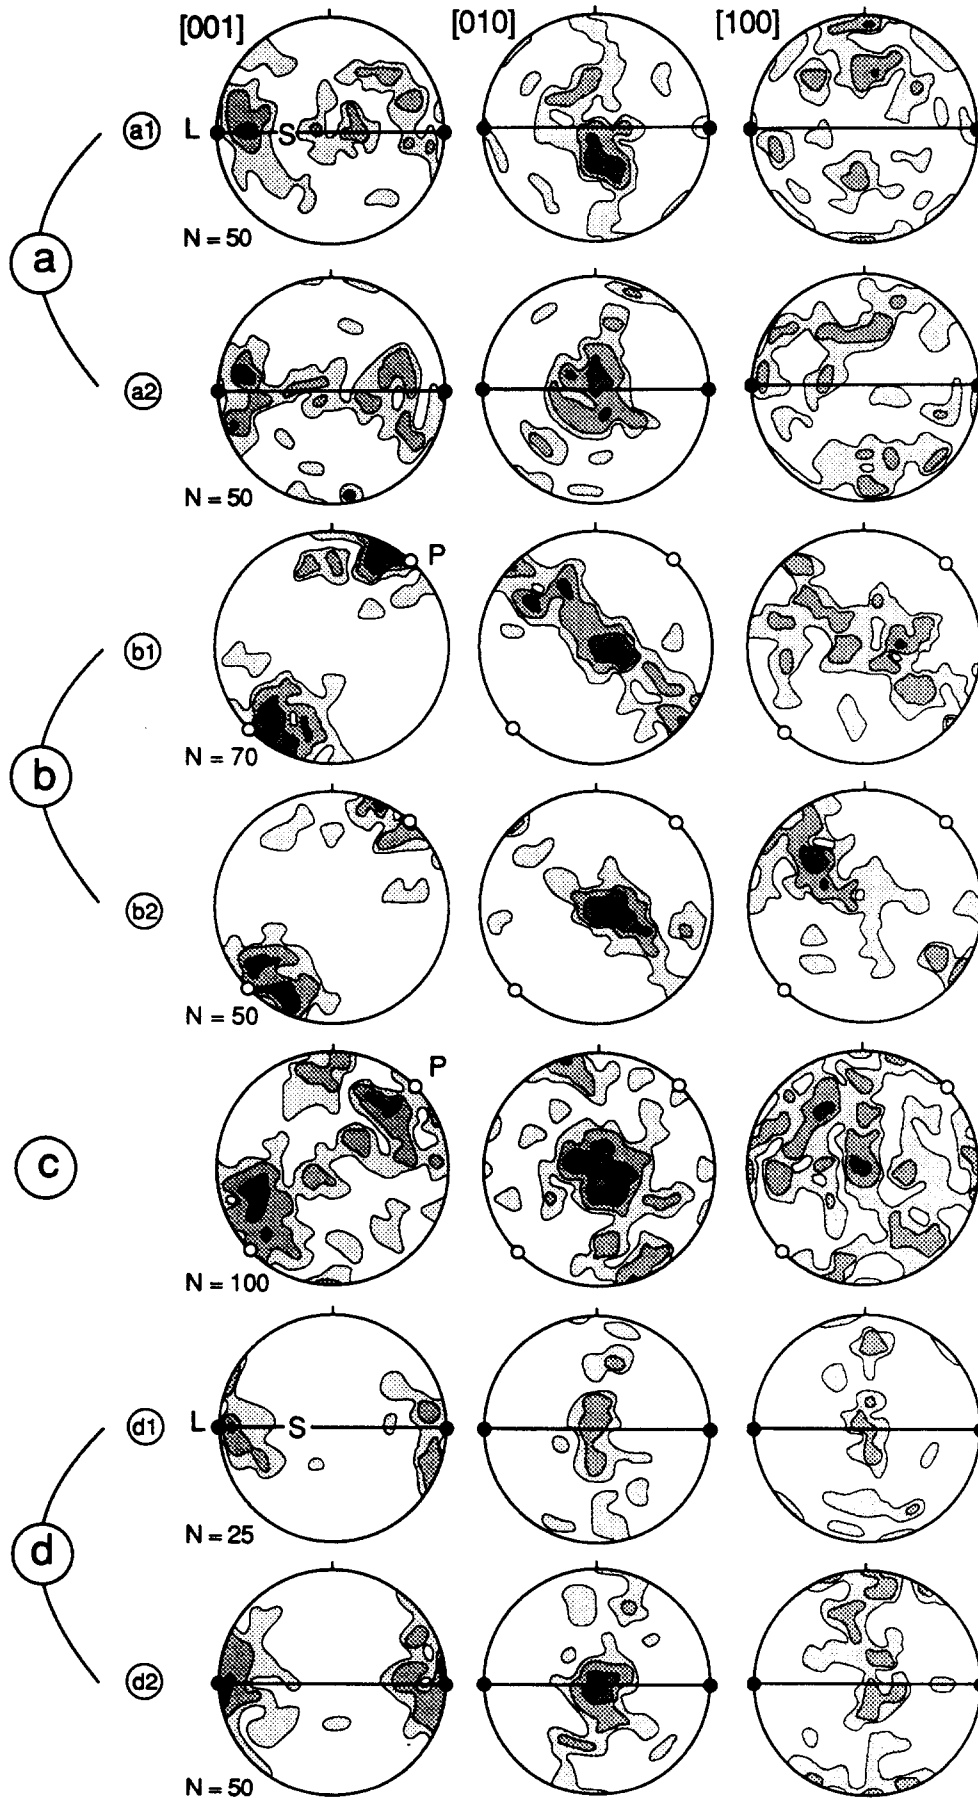 [001] [010] [100]
a1 L S
N = 50
a
a2
N = 50
P
b1
N = 70
b
b2
N = 50
P
c
N = 100
d1 L S
N = 25
d
d2
N = 50